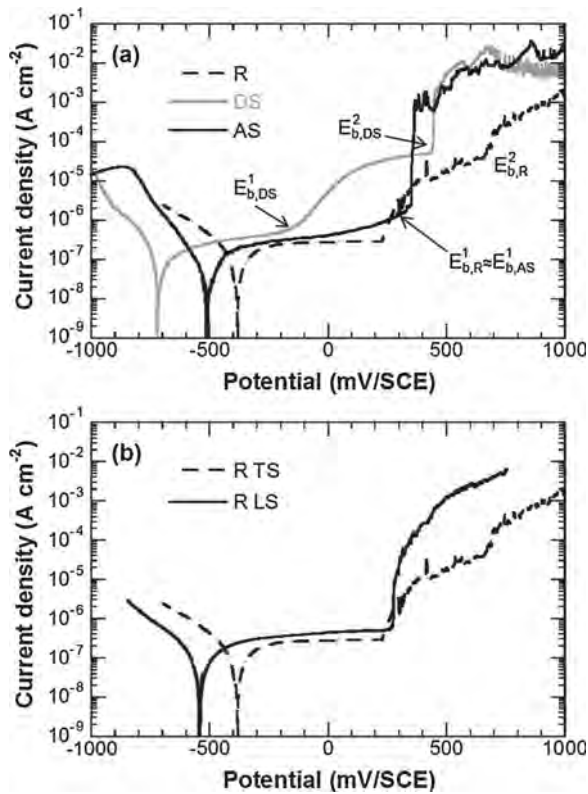 (a)
R
DS
AS
E²b,DS
E¹b,DS
E²b,R
E¹b,R≈E¹b,AS
Current density (A cm⁻²)
10⁻¹
10⁻²
10⁻³
10⁻⁴
10⁻⁵
10⁻⁶
10⁻⁷
10⁻⁸
10⁻⁹
-1000 -500 0 500 1000
Potential (mV/SCE)
(b)
R TS
R LS
Current density (A cm⁻²)
10⁻¹
10⁻²
10⁻³
10⁻⁴
10⁻⁵
10⁻⁶
10⁻⁷
10⁻⁸
10⁻⁹
-1000 -500 0 500 1000
Potential (mV/SCE)